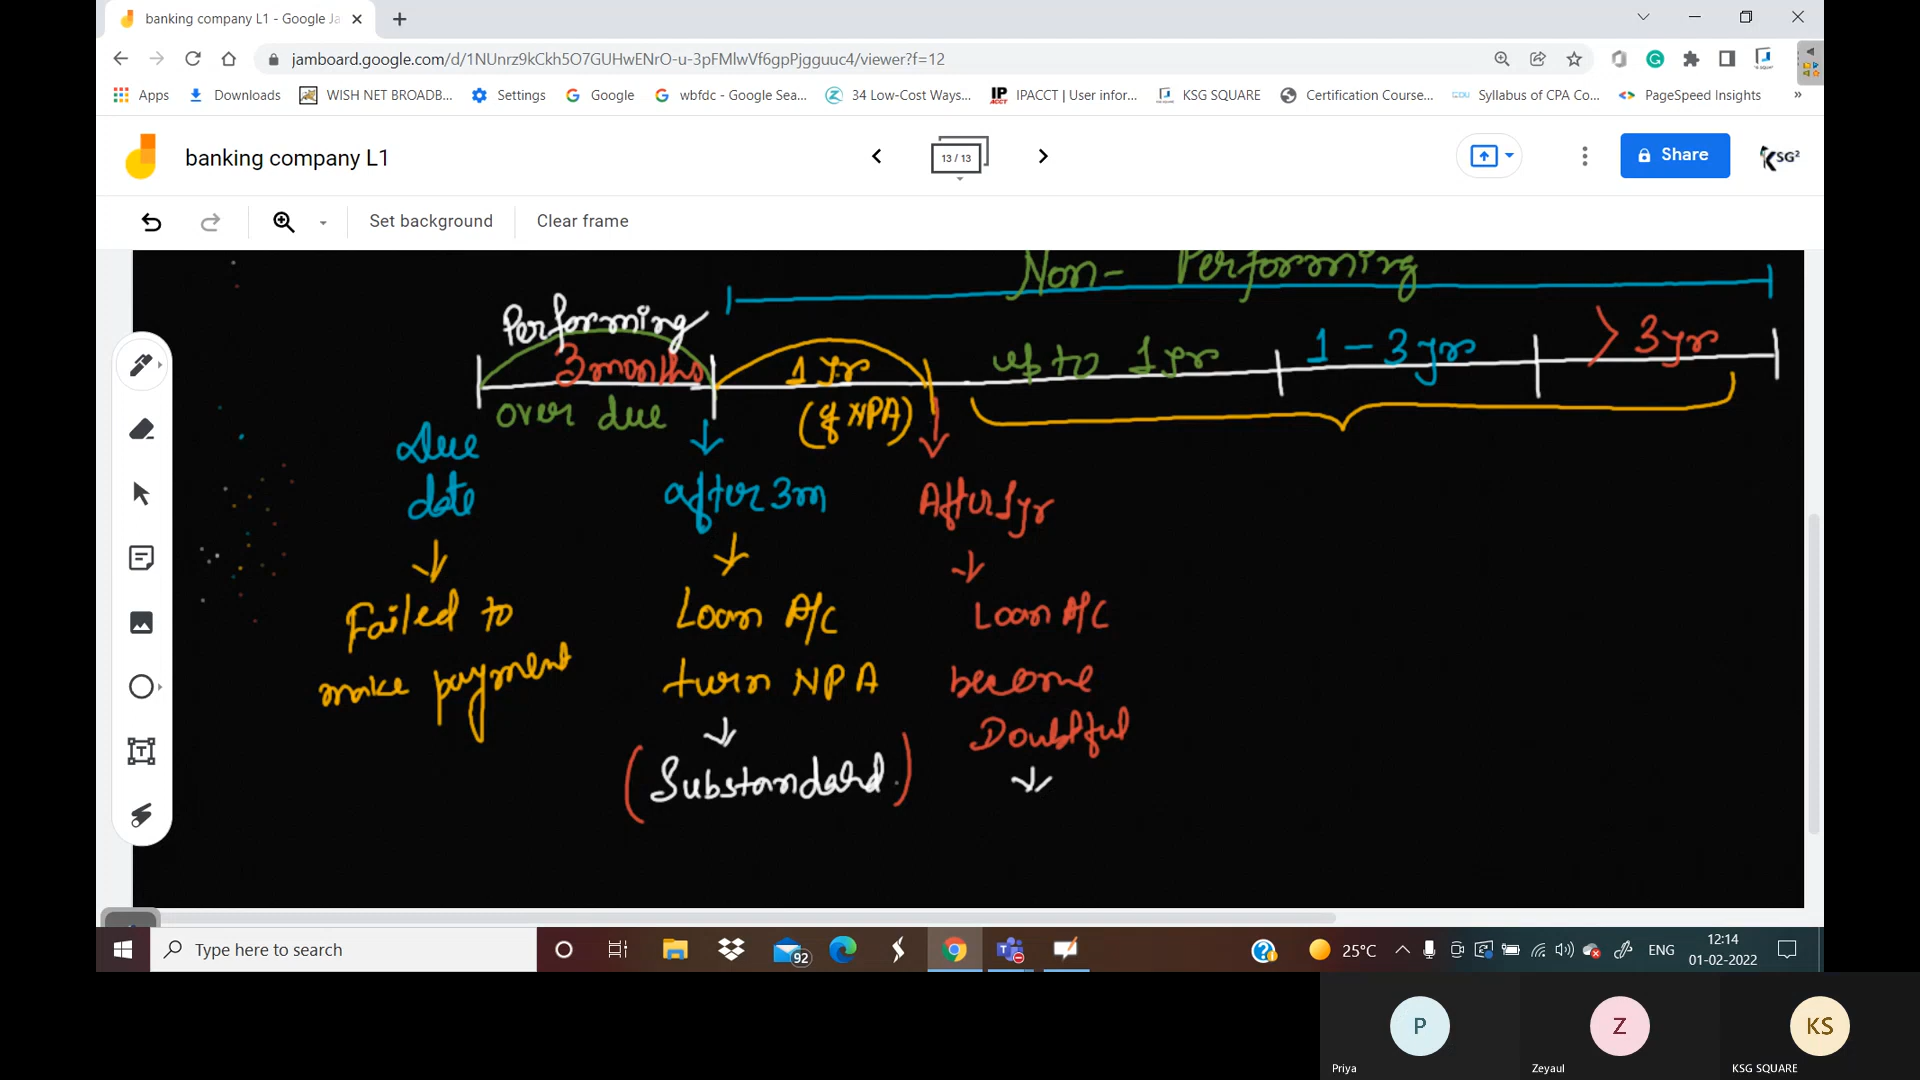 banking company L1 - Google Ja
jamboard.google.com/d/1NUnrz9kCkh5O7GUHwENrO-u-3pFMlwVf6gpPjgguuc4/viewer?f=12
Apps Downloads WISH NET BROADB... Settings Google wbfdc - Google Sea... 34 Low-Cost Ways... IPACCT | User infor... KSG SQUARE Certification Course... Syllabus of CPA Co... PageSpeed Insights »
banking company L1
13 / 13
Share
KSG²
Set background Clear frame
Non- Performing
Performing
3 months 1 yr up to 1 yr 1 - 3 yrs > 3 yrs
over due (of NPA)
Due date
after 3m
After 1yr
Failed to make payment
Loan A/C turn NPA
(Substandard)
Loan A/C become Doubtful
Type here to search
92
25°C
ENG
12:14
01-02-2022
P Z KS
Priya Zeyaul KSG SQUARE